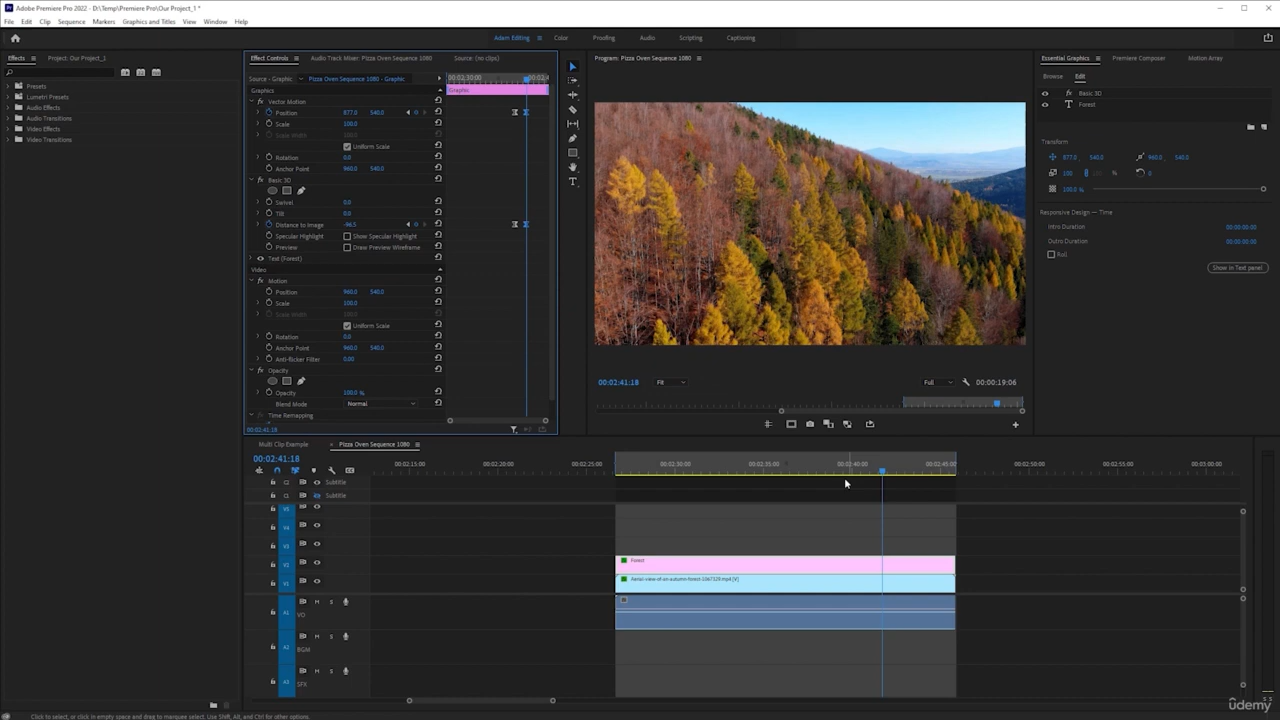 Adobe Premiere Pro 2022 - D:\Temp\Premiere Pro\Our Project_1 *
File Edit Clip Sequence Markers Graphics and Titles View Window Help
Adam Editing Color Proofing Audio Scripting Captioning
Effects Project: Our Project_1
Presets
Lumetri Presets
Audio Effects
Audio Transitions
Video Effects
Video Transitions
Effect Controls Audio Track Mixer: Pizza Oven Sequence 1080 Source: (no clips)
Source - Graphic Pizza Oven Sequence 1080 - Graphic 00:02:30:00 00:02:4
Graphics Graphic
Vector Motion
Position 877.0 540.0
Scale 100.0
Scale Width
Uniform Scale
Rotation 0.0
Anchor Point 960.0 540.0
Basic 3D
Swivel 0.0
Tilt 0.0
Distance to Image -96.5
Specular Highlight Show Specular Highlight
Preview Draw Preview Wireframe
Text (Forest)
Video
Motion
Position 960.0 540.0
Scale 100.0
Scale Width
Uniform Scale
Rotation 0.0
Anchor Point 960.0 540.0
Anti-flicker Filter 0.00
Opacity
Opacity 100.0 %
Blend Mode Normal
Time Remapping
00:02:41:18
Program: Pizza Oven Sequence 1080
00:02:41:18 Fit Full 00:00:19:06
Essential Graphics Premiere Composer Motion Array
Browse Edit
Basic 3D
T Forest
Transform
877.0 , 540.0 960.0 , 540.0
100 % 0
100.0 %
Responsive Design — Time
Intro Duration 00:00:00:00
Outro Duration 00:00:00:00
Roll
Show in Text panel
Multi Clip Example × Pizza Oven Sequence 1080
00:02:41:18
00:02:15:00 00:02:20:00 00:02:25:00 00:02:30:00 00:02:35:00 00:02:40:00 00:02:45:00 00:02:50:00 00:02:55:00 00:03:00:00
C2 Subtitle
C1 Subtitle
V5
V4
V3
V2 Forest
V1 Aerial-view-of-an-autumn-forest-1067329.mp4 [V]
A1 M S
VO
A2 M S
BGM
A3 M S
SFX
Click to select, or click in empty space and drag to marquee select. Use Shift, Alt, and Ctrl for other options.
udemy